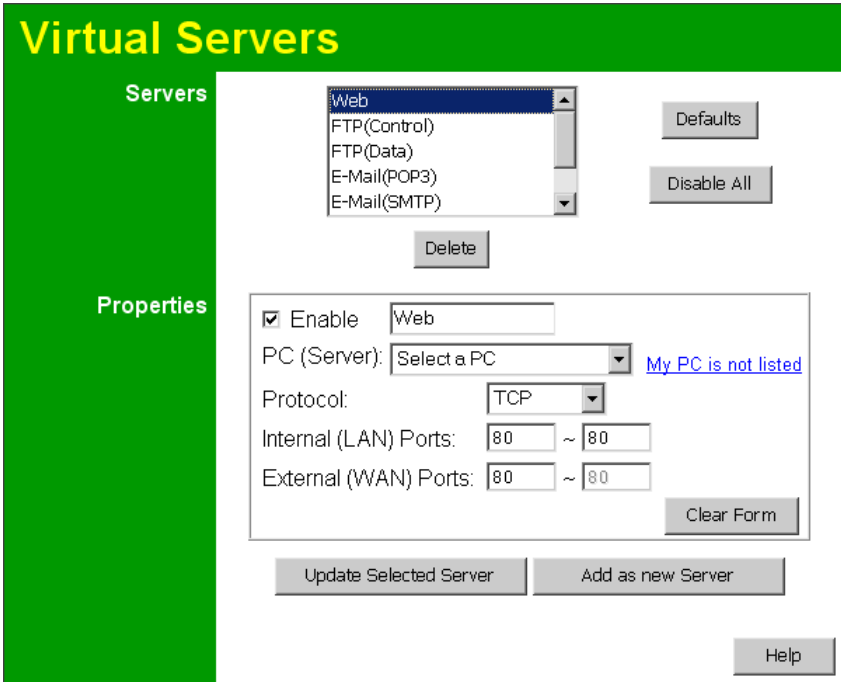 Virtual Servers
Servers
Web
FTP(Control)
FTP(Data)
E-Mail(POP3)
E-Mail(SMTP)
Defaults
Disable All
Delete
Properties
Enable Web
PC (Server): Select a PC My PC is not listed
Protocol: TCP
Internal (LAN) Ports: 80 ~ 80
External (WAN) Ports: 80 ~ 80
Clear Form
Update Selected Server Add as new Server
Help